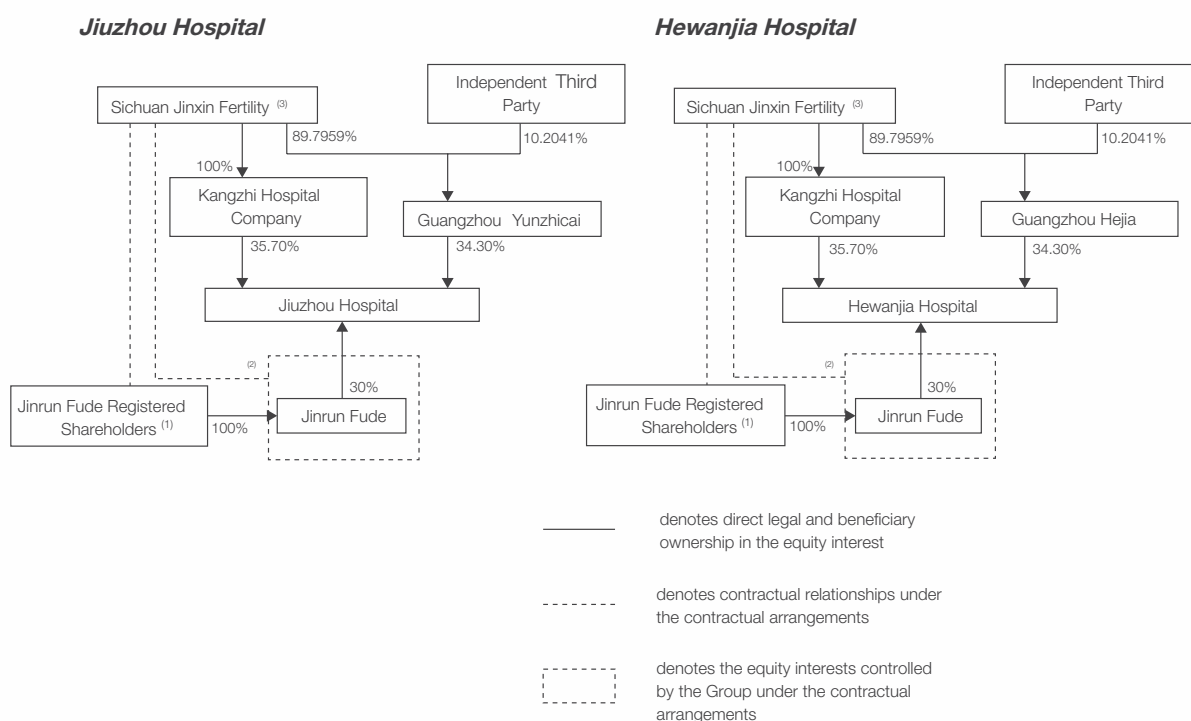 Jiuzhou Hospital
Sichuan Jinxin Fertility (3)
Independent Third
Party
89.7959%
10.2041%
100%
Kangzhi Hospital
Company
Guangzhou Yunzhicai
35.70%
34.30%
Jiuzhou Hospital
(2)
30%
Jinrun Fude Registered
Shareholders (1)
100%
Jinrun Fude
Hewanjia Hospital
Sichuan Jinxin Fertility (3)
Independent Third
Party
89.7959%
10.2041%
100%
Kangzhi Hospital
Company
Guangzhou Hejia
35.70%
34.30%
Hewanjia Hospital
(2)
30%
Jinrun Fude Registered
Shareholders (1)
100%
Jinrun Fude
denotes direct legal and beneficiary
ownership in the equity interest
denotes contractual relationships under
the contractual arrangements
denotes the equity interests controlled
by the Group under the contractual
arrangements